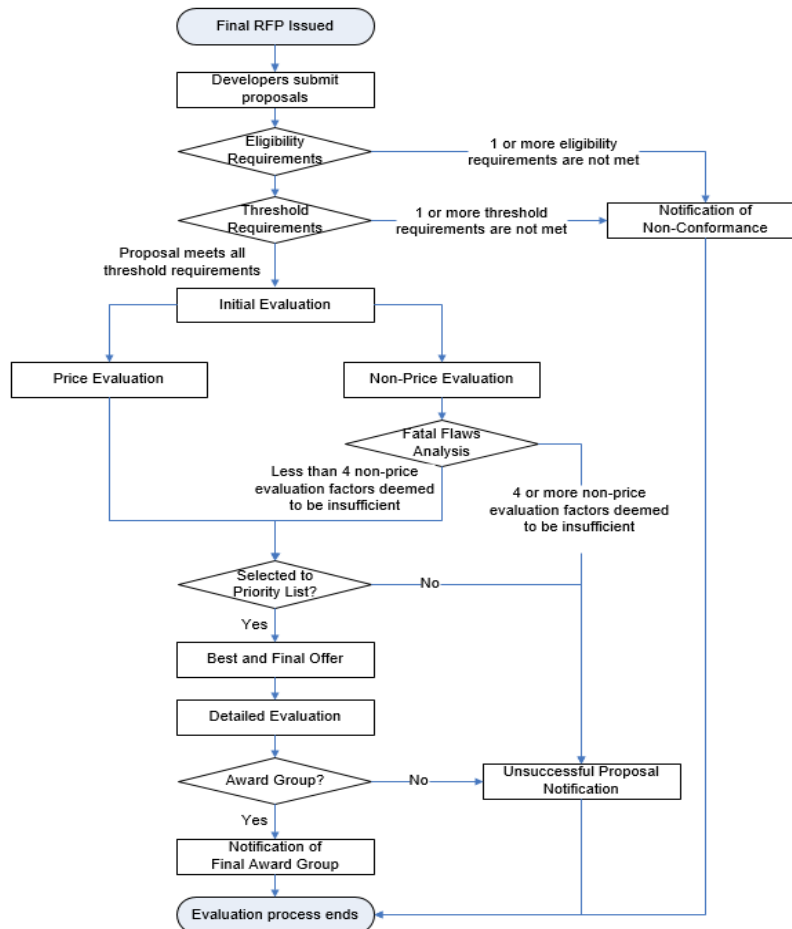 Final RFP Issued
Developers submit
proposals
Eligibility
Requirements
1 or more eligibility
requirements are not met
Threshold
Requirements
1 or more threshold
requirements are not met
Notification of
Non-Conformance
Proposal meets all
threshold requirements
Initial Evaluation
Price Evaluation
Non-Price Evaluation
Fatal Flaws
Analysis
Less than 4 non-price
evaluation factors deemed
to be insufficient
4 or more non-price
evaluation factors deemed
to be insufficient
Selected to
Priority List?
No
Yes
Best and Final Offer
Detailed Evaluation
Award Group?
No
Unsuccessful Proposal
Notification
Yes
Notification of
Final Award Group
Evaluation process ends